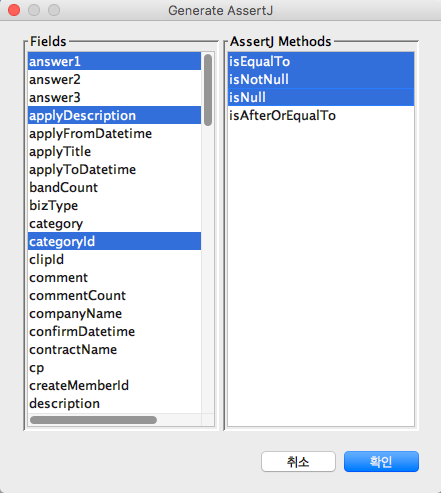 Generate AssertJ
Fields
answer1
answer2
answer3
applyDescription
applyFromDatetime
applyTitle
applyToDatetime
bandCount
bizType
category
categoryId
clipId
comment
commentCount
companyName
confirmDatetime
contractName
cp
createMemberId
description
AssertJ Methods
isEqualTo
isNotNull
isNull
isAfterOrEqualTo
취소
확인